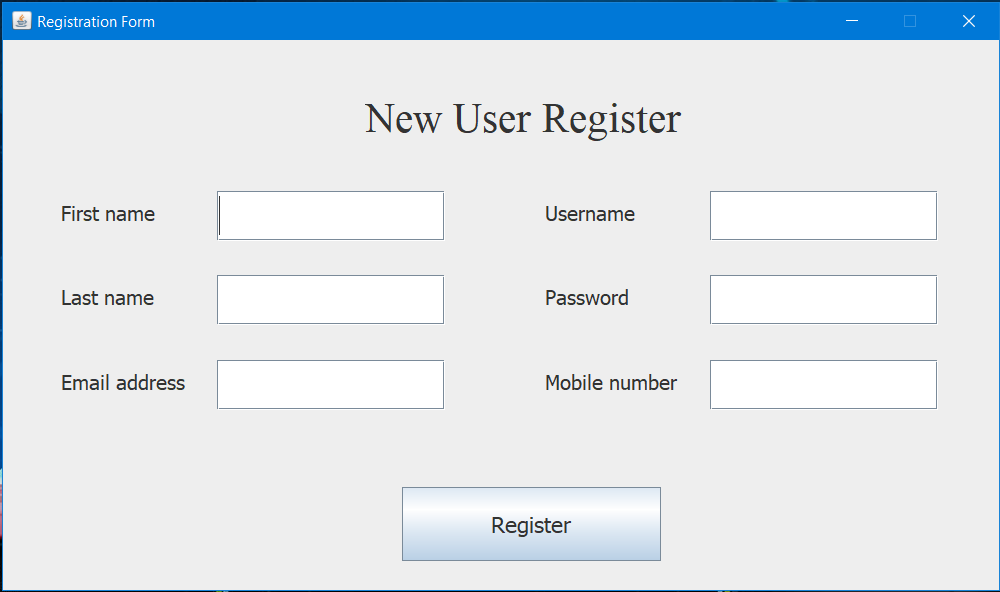 Registration Form
New User Register
First name
Username
Last name
Password
Email address
Mobile number
Register